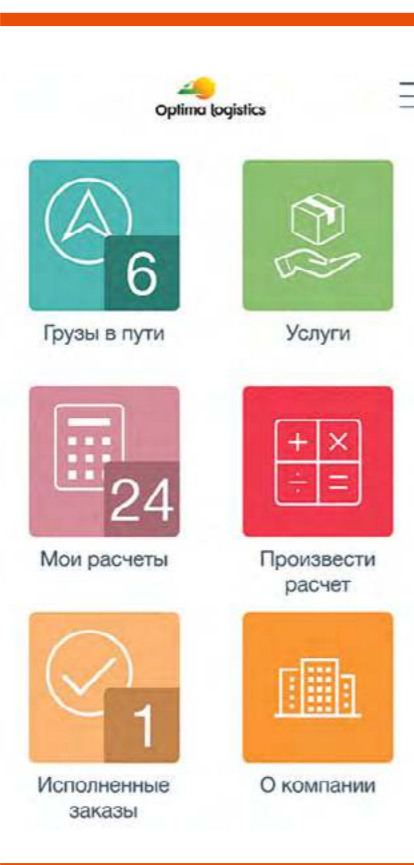 Optima logistics
6
Грузы в пути
Услуги
24
Мои расчеты
Произвести
расчет
1
Исполненные
заказы
О компании